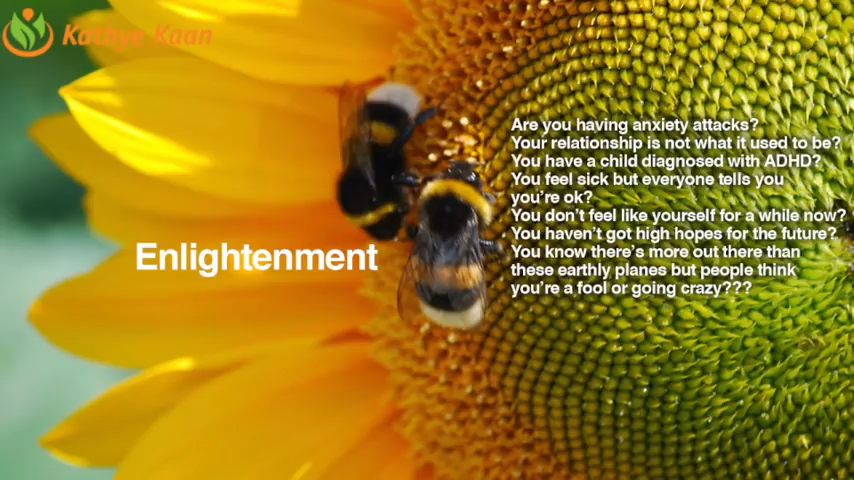 Kathye Kaan
Enlightenment
Are you having anxiety attacks?
Your relationship is not what it used to be?
You have a child diagnosed with ADHD?
You feel sick but everyone tells you
you're ok?
You don't feel like yourself for a while now?
You haven't got high hopes for the future?
You know there's more out there than
these earthly planes but people think
you're a fool or going crazy???